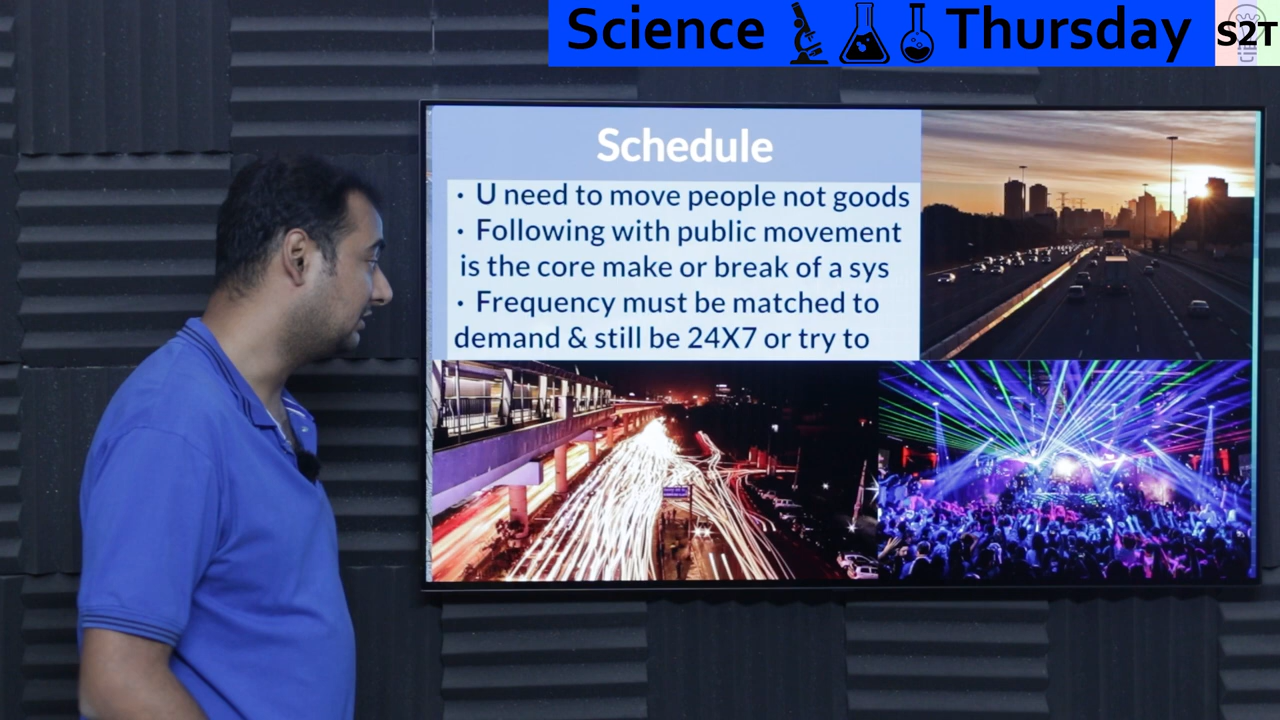 Science Thursday
S2T
Schedule
· U need to move people not goods
· Following with public movement
is the core make or break of a sys
· Frequency must be matched to
demand & still be 24X7 or try to